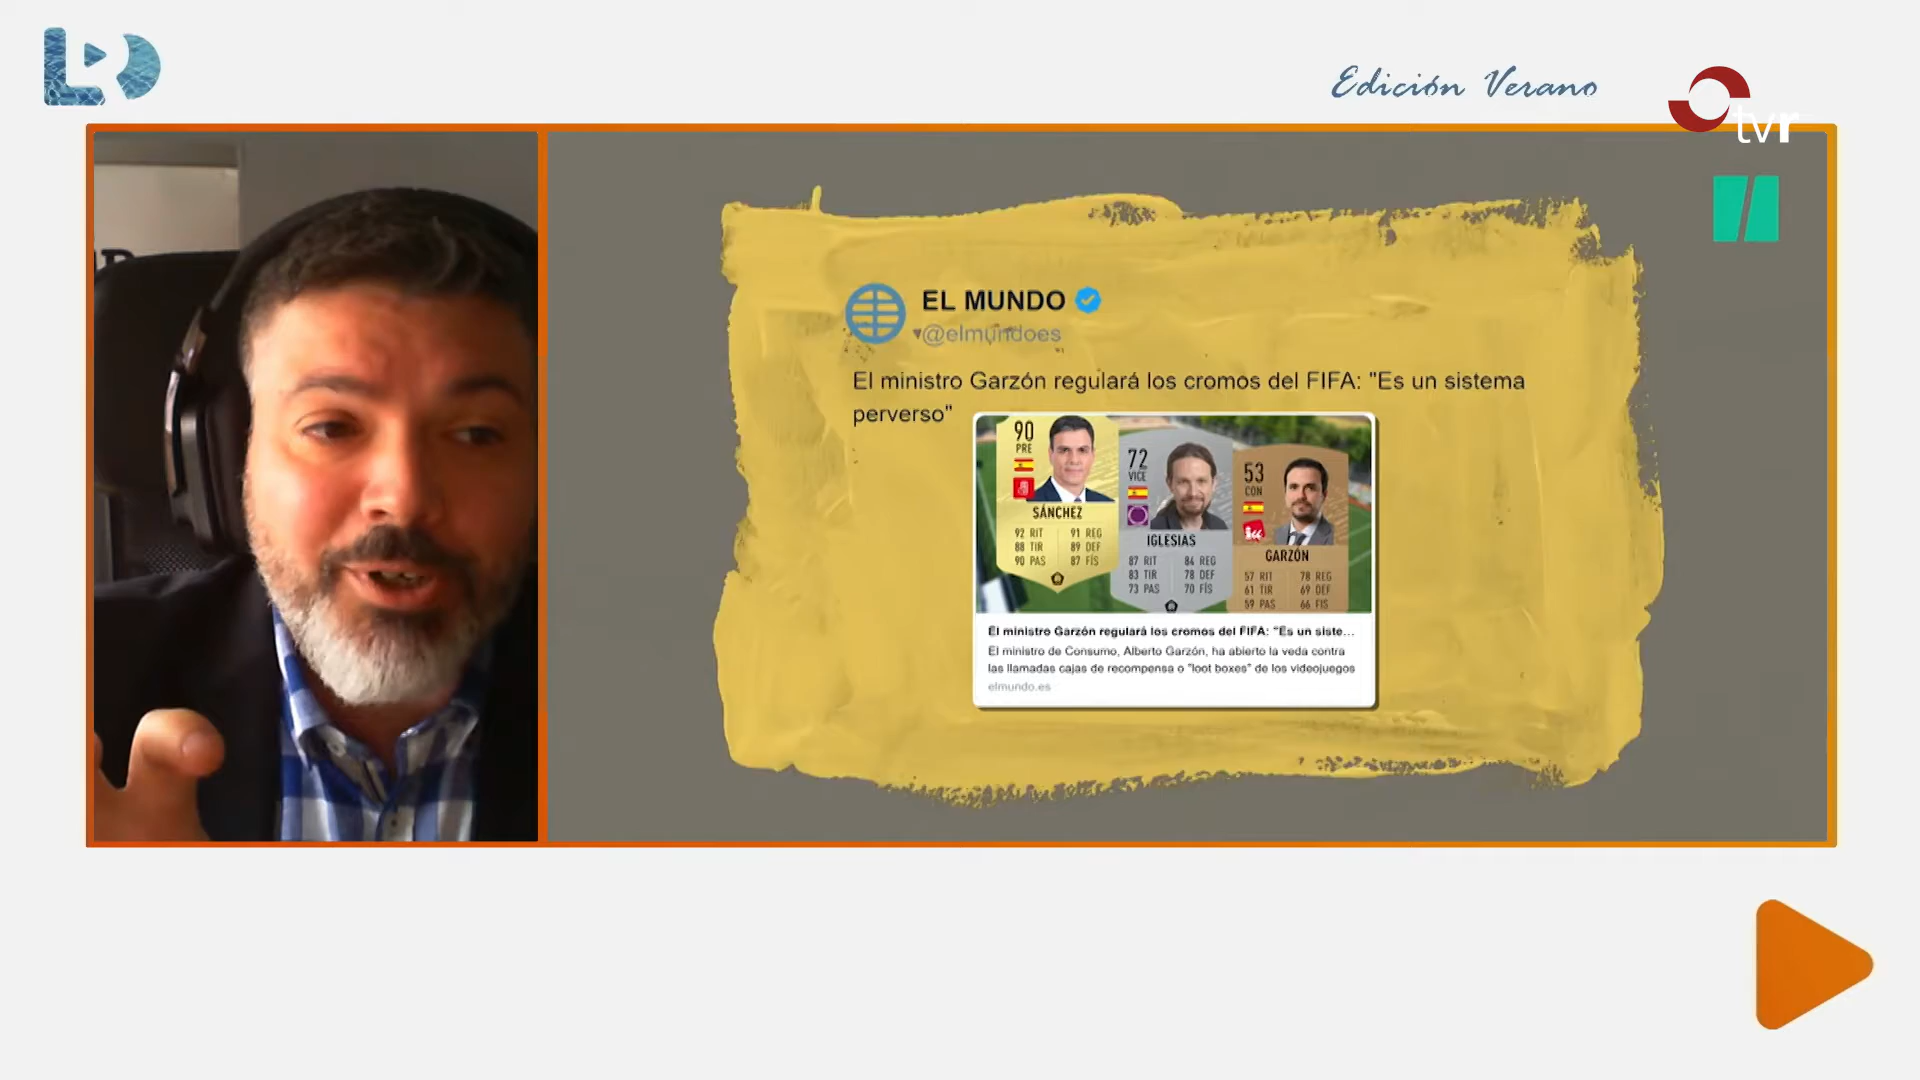 Edición Verano
tvr
EL MUNDO
@elmundoes
El ministro Garzón regulará los cromos del FIFA: "Es un sistema
perverso"
90
PRE
SÁNCHEZ
92 RIT 91 REG
88 TIR 89 DEF
90 PAS 87 FÍS
72
VICE
IGLESIAS
87 RIT 84 REG
83 TIR 78 DEF
73 PAS 70 FÍS
53
CON
GARZÓN
57 RIT 78 REG
61 TIR 69 DEF
59 PAS 66 FÍS
El ministro Garzón regulará los cromos del FIFA: "Es un siste...
El ministro de Consumo, Alberto Garzón, ha abierto la veda contra
las llamadas cajas de recompensa o "loot boxes" de los videojuegos
elmundo.es